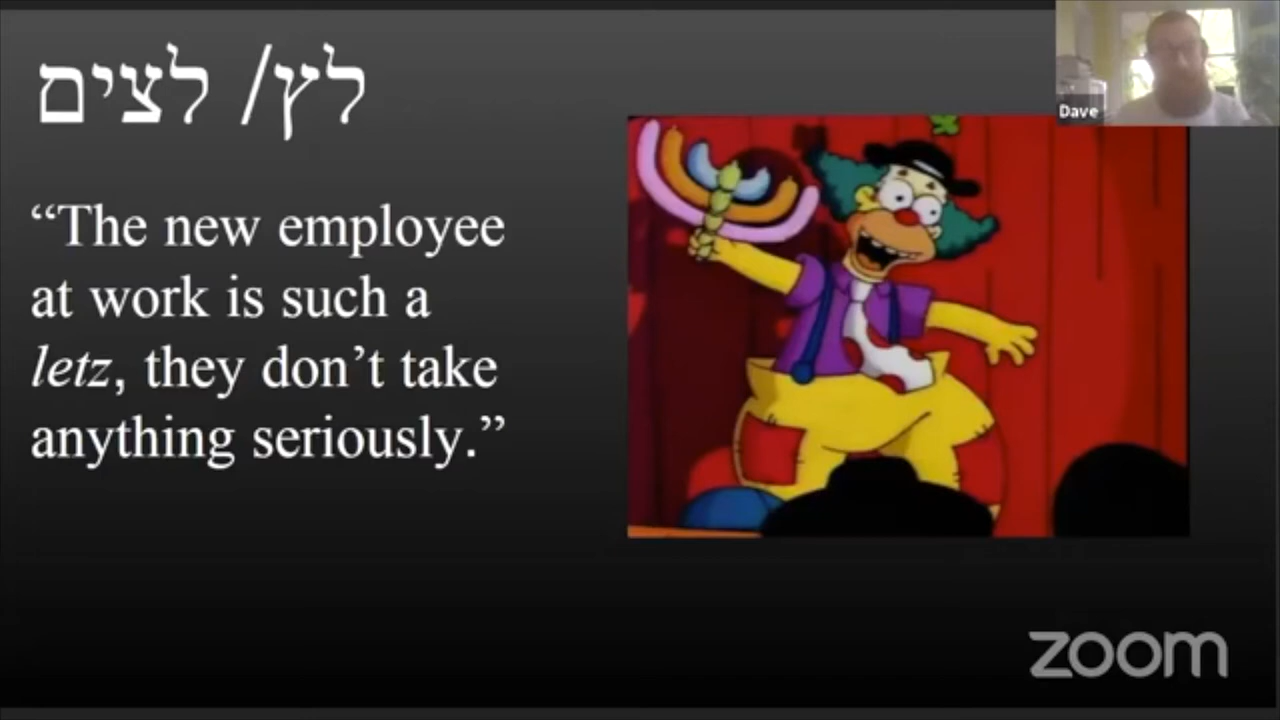 לץ/ לצים
“The new employee
at work is such a
letz, they don’t take
anything seriously.”
Dave
zoom